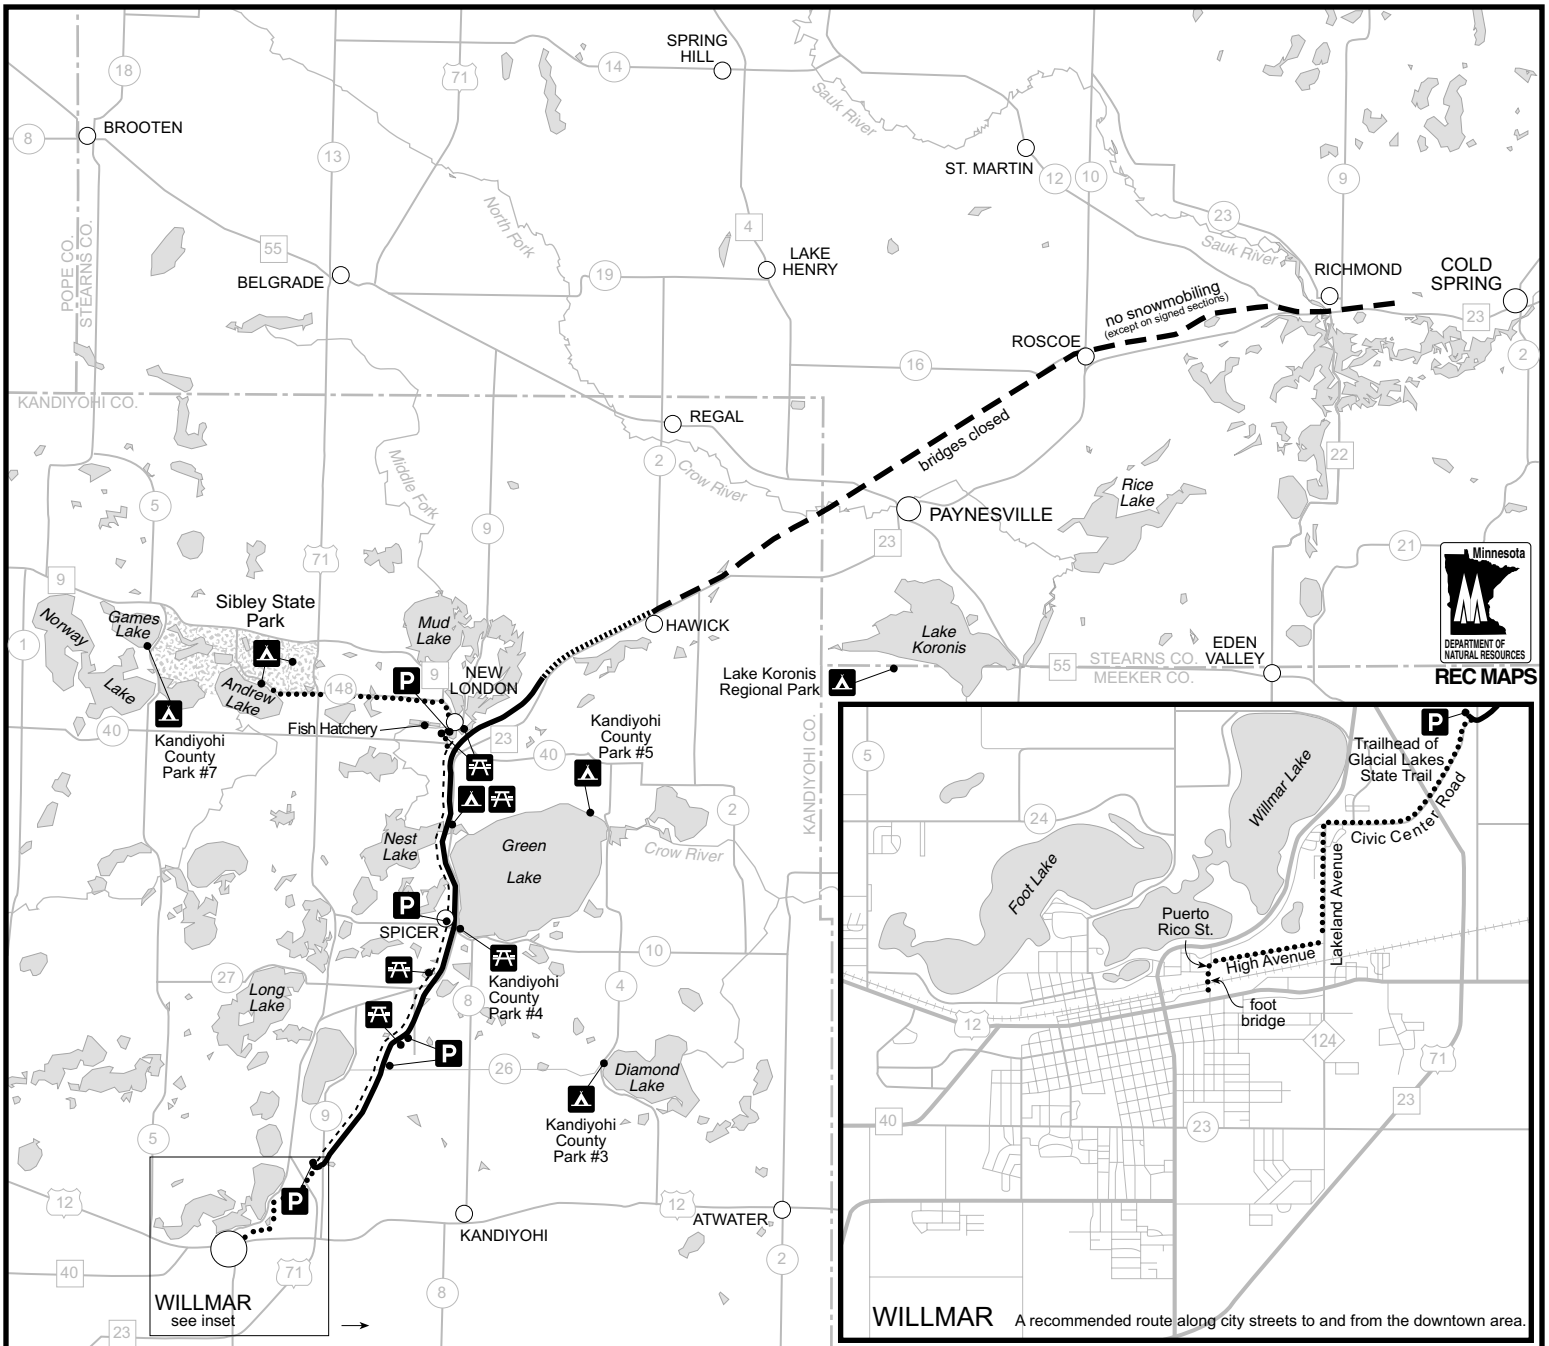 SPRING
HILL
18
14
71
8
BROOTEN
13
Sauk River
ST. MARTIN
12
10
9
North Fork
23
POPE CO.
STEARNS CO.
55
4
Sauk River
BELGRADE
19
LAKE
HENRY
RICHMOND
COLD
SPRING
no snowmobiling
(except on signed sections)
23
ROSCOE
2
16
KANDIYOHI CO.
REGAL
bridges closed
Middle Fork
2
Crow River
22
Rice
Lake
5
9
PAYNESVILLE
23
21
71
9
Minnesota
DEPARTMENT OF
NATURAL RESOURCES
REC MAPS
Sibley State
Park
Norway
Lake
Games
Lake
Mud
Lake
HAWICK
Lake
Koronis
1
EDEN
VALLEY
55
STEARNS CO.
MEEKER CO.
Lake Koronis
Regional Park
P
9
NEW
LONDON
148
Andrew
Lake
Fish Hatchery
Kandiyohi
County
Park #5
40
Kandiyohi
County
Park #7
23
40
KANDIYOHI CO.
2
Nest
Lake
Green
Lake
Crow River
P
SPICER
10
27
Kandiyohi
County
Park #4
Long
Lake
8
4
P
26
Diamond
Lake
9
Kandiyohi
County
Park #3
5
12
P
12
KANDIYOHI
ATWATER
40
71
8
2
WILLMAR
see inset
23
P
Trailhead of
Glacial Lakes
State Trail
5
Willmar Lake
24
Civic Center Road
Foot Lake
Lakeland Avenue
Puerto
Rico St.
High Avenue
foot
bridge
12
124
71
23
40
23
WILLMAR
A recommended route along city streets to and from the downtown area.